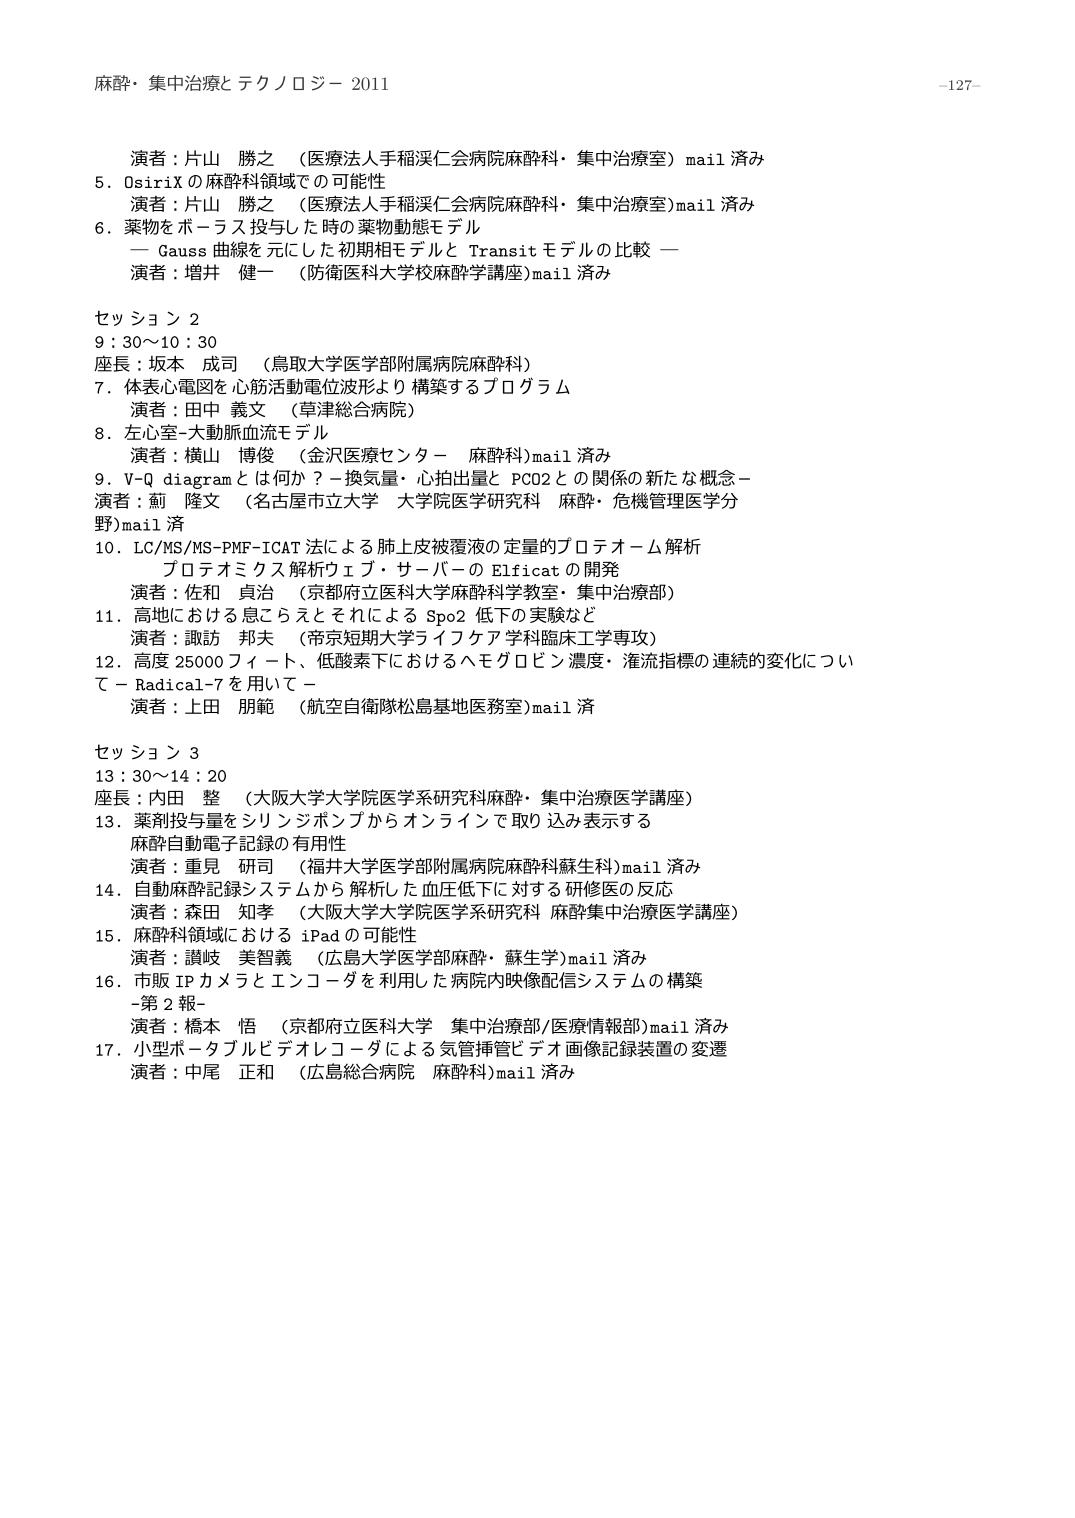 麻酔・集中治療とテクノロジー 2011
–127–
演者：片山　勝之　（医療法人手稲渓仁会病院麻酔科・集中治療室）mail 済み
5. OsiriX の麻酔科領域での可能性
演者：片山　勝之　（医療法人手稲渓仁会病院麻酔科・集中治療室)mail 済み
6. 薬物をボーラス投与した時の薬物動態モデル
― Gauss 曲線を元にした初期相モデルと Transit モデルの比較 ―
演者：増井　健一　（防衛医科大学校麻酔学講座)mail 済み
セッション 2
9：30〜10：30
座長：坂本　成司　（鳥取大学医学部附属病院麻酔科）
7. 体表心電図を心筋活動電位波形より構築するプログラム
演者：田中 義文　（草津総合病院）
8. 左心室−大動脈血流モデル
演者：横山　博俊　（金沢医療センター　麻酔科)mail 済み
9. V-Q diagram とは何か？−換気量・心拍出量と PCO2 との関係の新たな概念−
演者：薊　隆文　（名古屋市立大学　大学院医学研究科　麻酔・危機管理医学分
野)mail 済
10. LC/MS/MS-PMF-ICAT 法による肺上皮被覆液の定量的プロテオーム解析
プロテオミクス解析ウェブ・サーバーの Elficat の開発
演者：佐和　貞治　（京都府立医科大学麻酔科学教室・集中治療部）
11. 高地における息こらえとそれによる Spo2 低下の実験など
演者：諏訪　邦夫　（帝京短期大学ライフケア学科臨床工学専攻）
12. 高度 25000 フィート、低酸素下におけるヘモグロビン濃度・潅流指標の連続的変化につい
て − Radical-7 を用いて −
演者：上田　朋範　（航空自衛隊松島基地医務室)mail 済
セッション 3
13：30〜14：20
座長：内田　整　（大阪大学大学院医学系研究科麻酔・集中治療医学講座）
13. 薬剤投与量をシリンジポンプからオンラインで取り込み表示する
麻酔自動電子記録の有用性
演者：重見　研司　（福井大学医学部附属病院麻酔科蘇生科)mail 済み
14. 自動麻酔記録システムから解析した血圧低下に対する研修医の反応
演者：森田　知孝　（大阪大学大学院医学系研究科 麻酔集中治療医学講座）
15. 麻酔科領域における iPad の可能性
演者：讃岐　美智義　（広島大学医学部麻酔・蘇生学)mail 済み
16. 市販 IP カメラとエンコーダを利用した病院内映像配信システムの構築
-第 2 報-
演者：橋本　悟　（京都府立医科大学　集中治療部/医療情報部)mail 済み
17. 小型ポータブルビデオレコーダによる気管挿管ビデオ画像記録装置の変遷
演者：中尾　正和　（広島総合病院　麻酔科)mail 済み